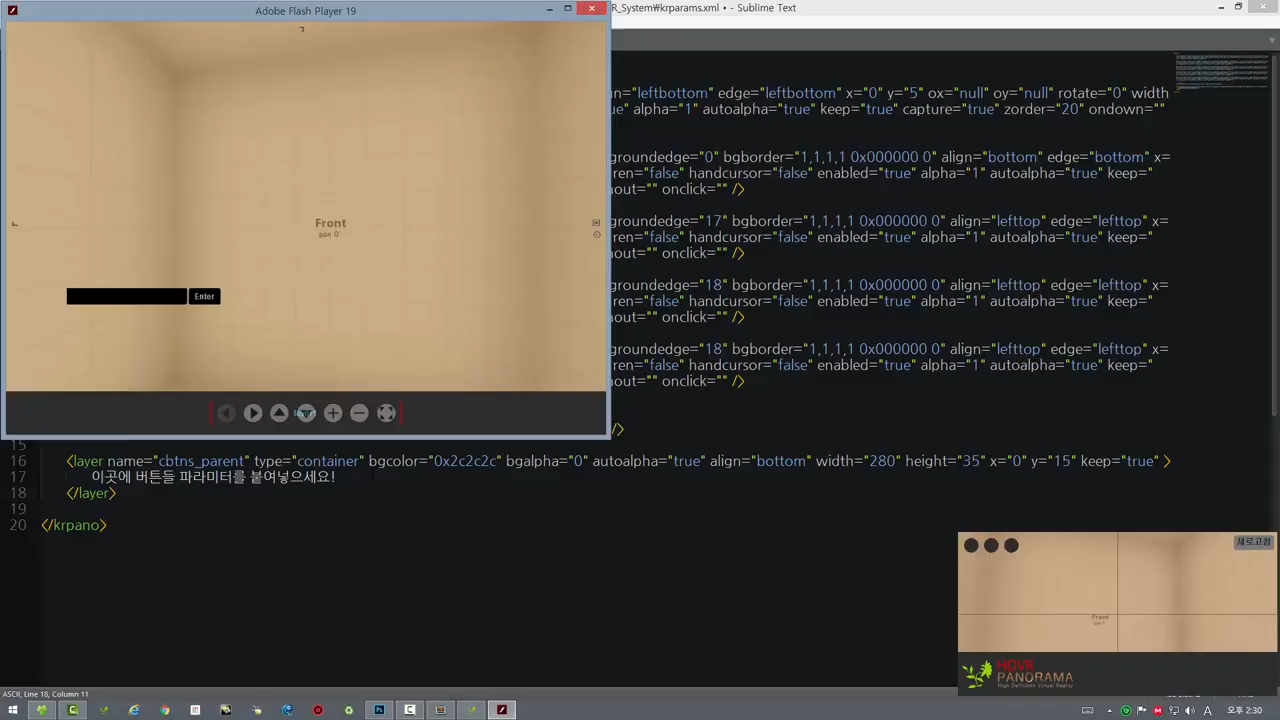 Adobe Flash Player 19
R_System₩krparams.xml • - Sublime Text
Front
pan 0°
Enter
n="leftbottom" edge="leftbottom" x="0" y="5" ox="null" oy="null" rotate="0" width
ue" alpha="1" autoalpha="true" keep="true" capture="true" zorder="20" ondown=""
groundedge="0" bgborder="1,1,1,1 0x000000 0" align="bottom" edge="bottom" x=
ren="false" handcursor="false" enabled="true" alpha="1" autoalpha="true" keep="
nout="" onclick="" />
groundedge="17" bgborder="1,1,1,1 0x000000 0" align="lefttop" edge="lefttop" x=
ren="false" handcursor="false" enabled="true" alpha="1" autoalpha="true" keep="
nout="" onclick="" />
groundedge="18" bgborder="1,1,1,1 0x000000 0" align="lefttop" edge="lefttop" x=
ren="false" handcursor="false" enabled="true" alpha="1" autoalpha="true" keep="
nout="" onclick="" />
groundedge="18" bgborder="1,1,1,1 0x000000 0" align="lefttop" edge="lefttop" x=
ren="false" handcursor="false" enabled="true" alpha="1" autoalpha="true" keep="
nout="" onclick="" />
/>
15
16 <layer name="cbtns_parent" type="container" bgcolor="0x2c2c2c" bgalpha="0" autoalpha="true" align="bottom" width="280" height="35" x="0" y="15" keep="true" >
17 이곳에 버튼들 파라미터를 붙여넣으세요!
18 </layer>
19
20 </krpano>
새로고침
Front
pan 0°
HDVR
PANORAMA
High Definition Virtual Reality
ASCII, Line 18, Column 11
A
오후 2:30